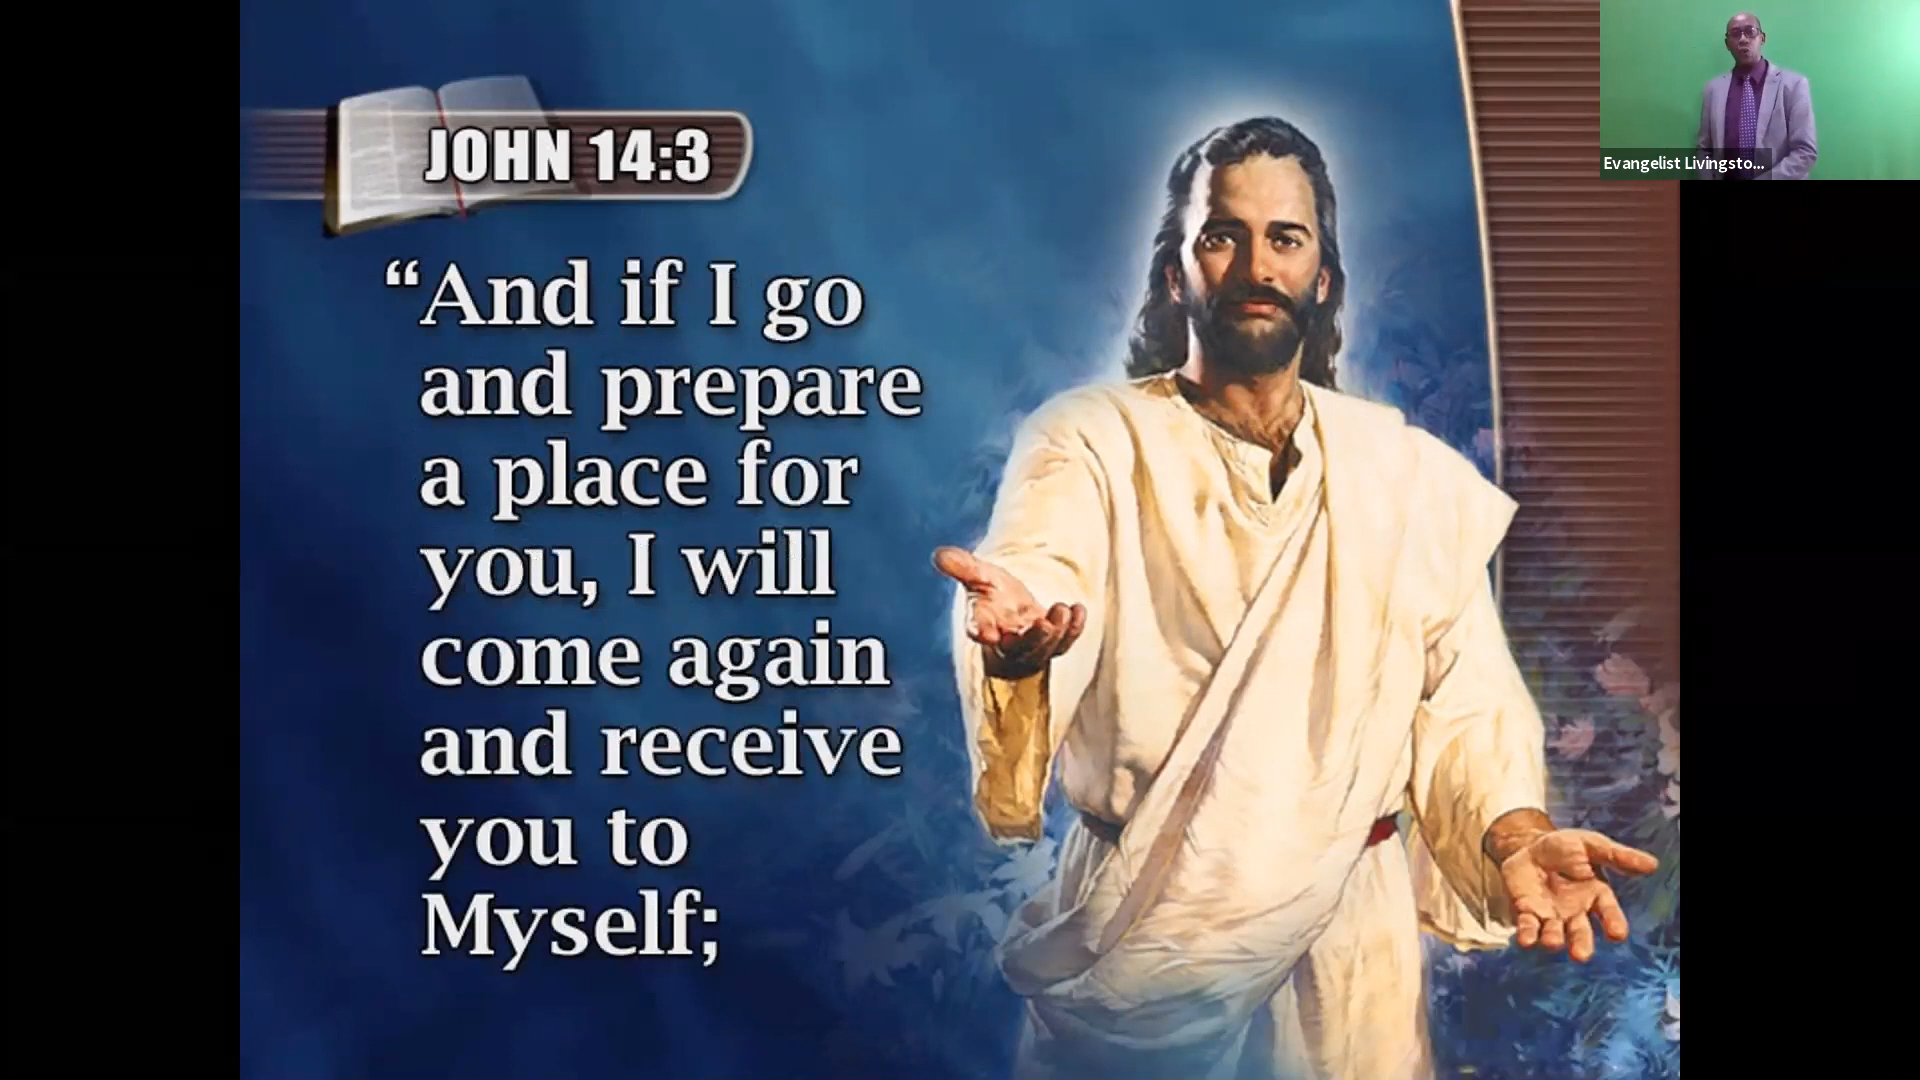 JOHN 14:3
“And if I go
and prepare
a place for
you, I will
come again
and receive
you to
Myself;
Evangelist Livingsto...